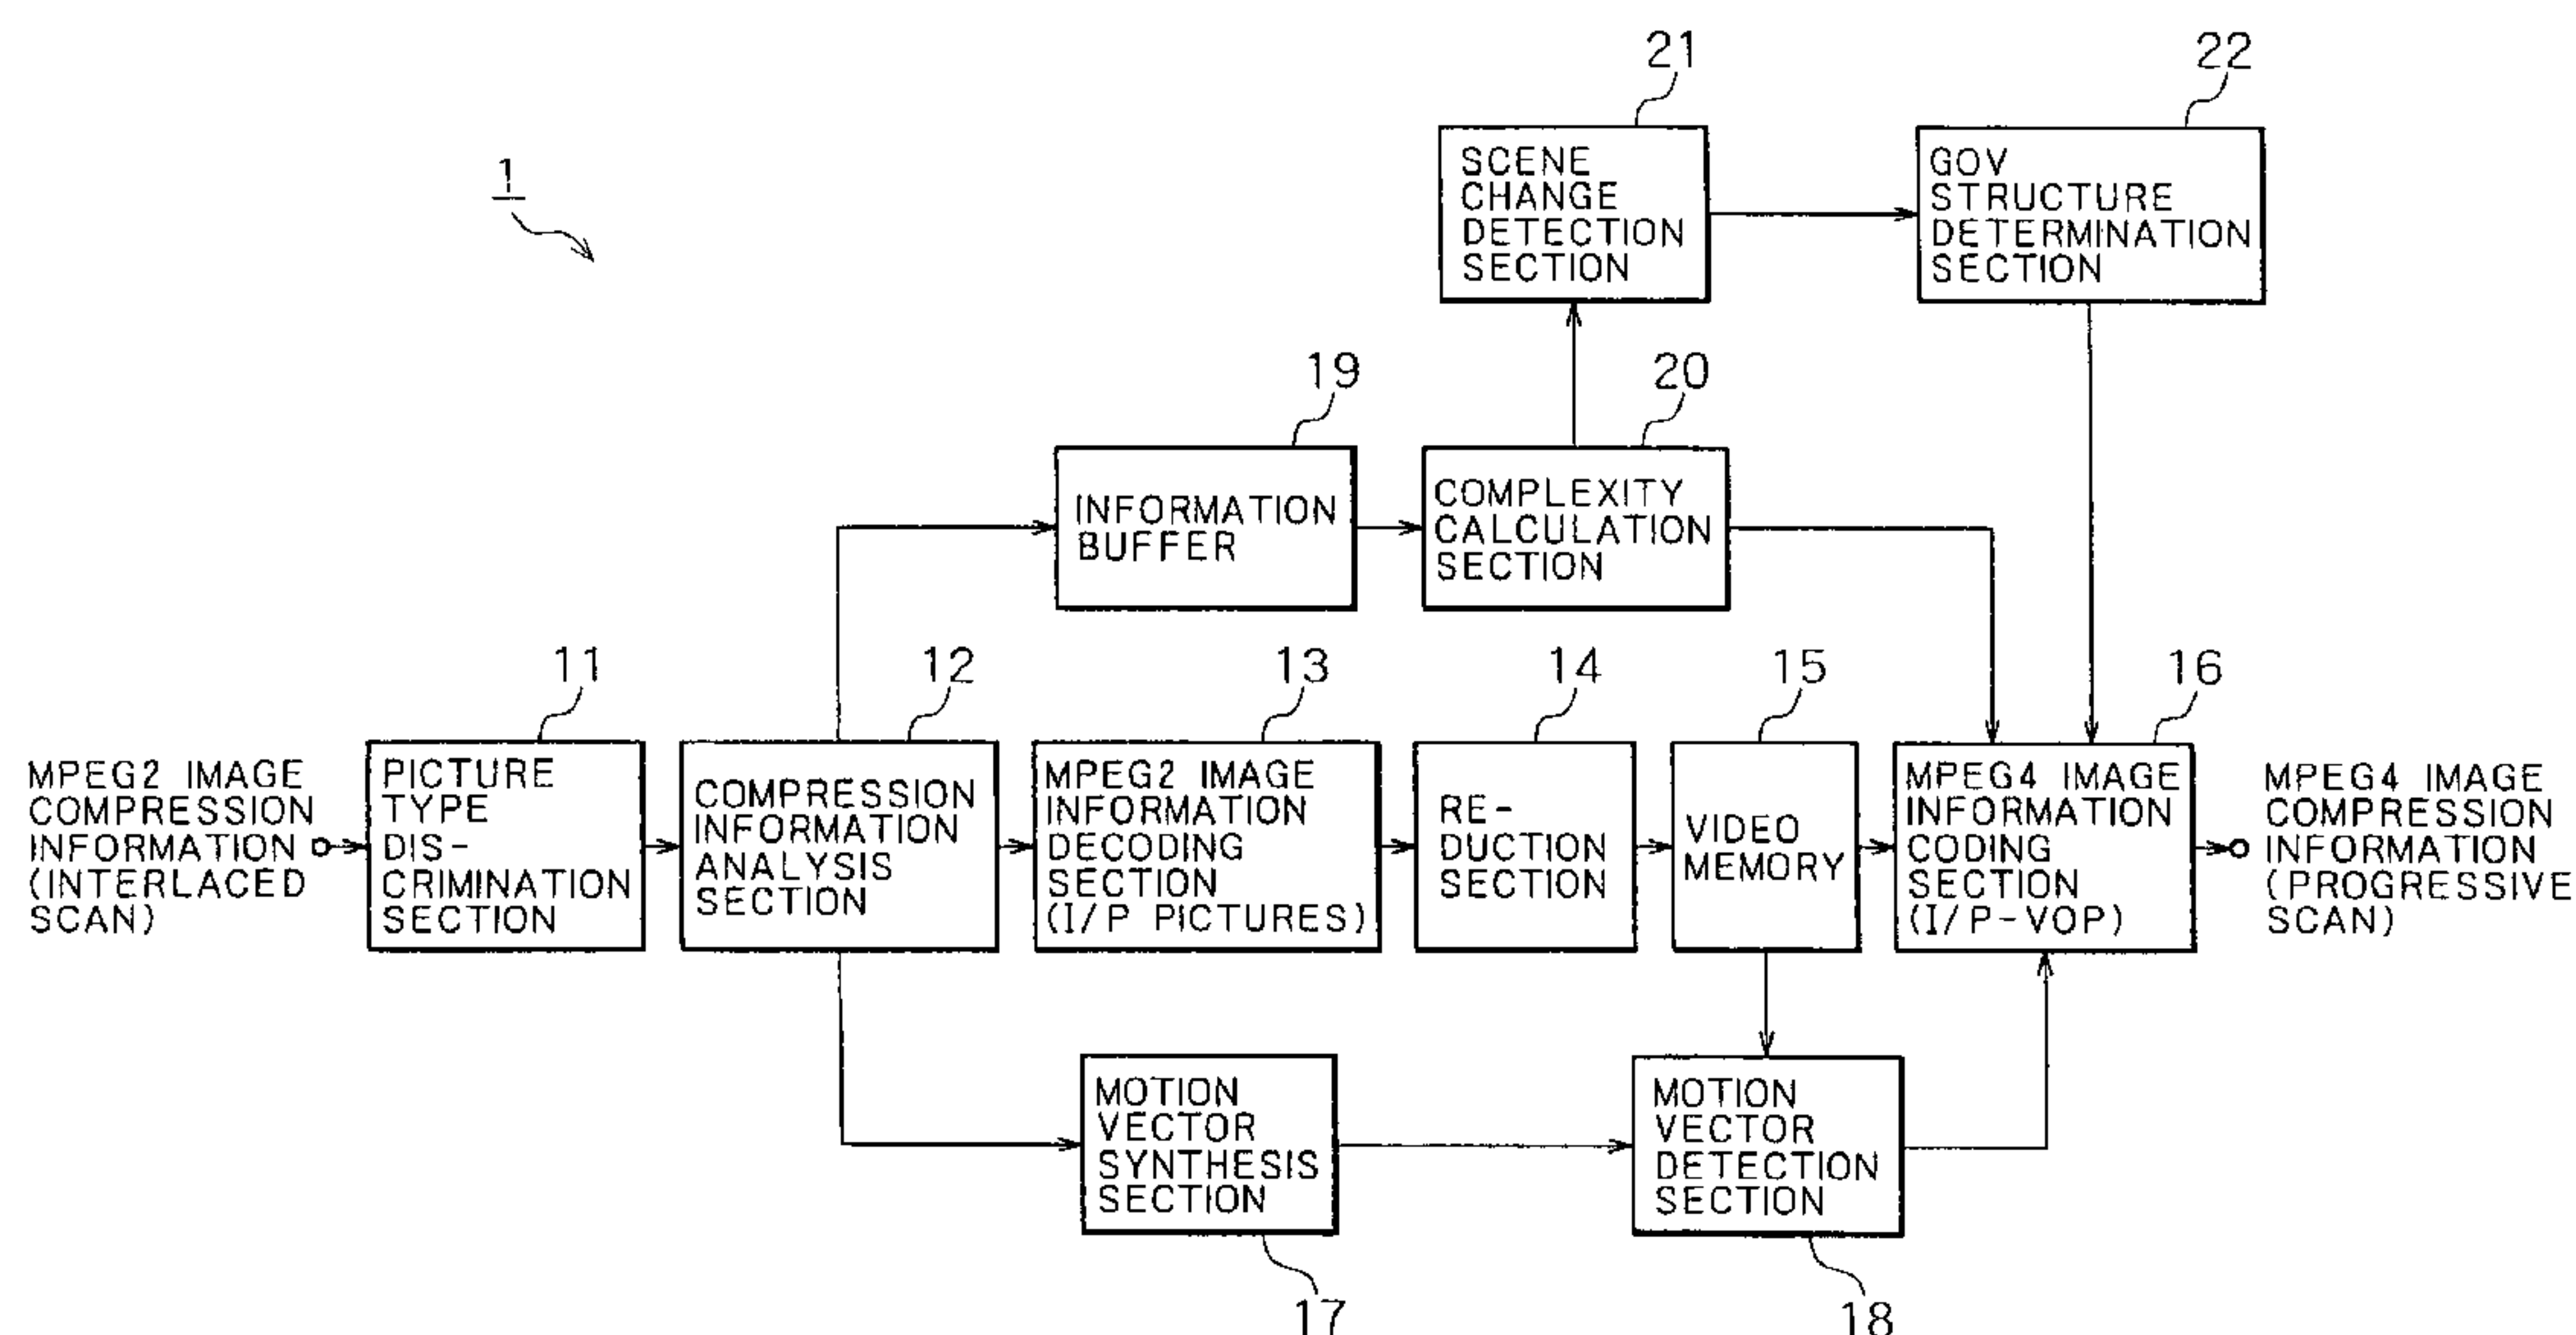 1
21
22
SCENE
CHANGE
DETECTION
SECTION
GOV
STRUCTURE
DETERMINATION
SECTION
19
20
INFORMATION
BUFFER
COMPLEXITY
CALCULATION
SECTION
11
12
13
14
15
16
MPEG2 IMAGE
COMPRESSION
INFORMATION
(INTERLACED
SCAN)
PICTURE
TYPE
DIS-
CRIMINATION
SECTION
COMPRESSION
INFORMATION
ANALYSIS
SECTION
MPEG2 IMAGE
INFORMATION
DECODING
SECTION
(I/P PICTURES)
RE-
DUCTION
SECTION
VIDEO
MEMORY
MPEG4 IMAGE
INFORMATION
CODING
SECTION
(I/P-VOP)
MPEG4 IMAGE
COMPRESSION
INFORMATION
(PROGRESSIVE
SCAN)
MOTION
VECTOR
SYNTHESIS
SECTION
MOTION
VECTOR
DETECTION
SECTION
17
18